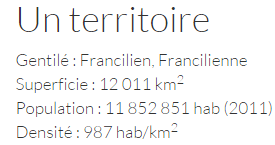 Un territoire
Gentilé : Francilien, Francilienne
Superficie : 12 011 km²
Population : 11 852 851 hab (2011)
Densité : 987 hab/km²